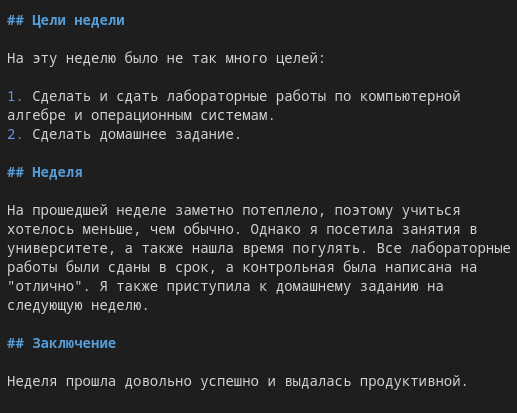 ## Цели недели
На эту неделю было не так много целей:
1. Сделать и сдать лабораторные работы по компьютерной
алгебре и операционным системам.
2. Сделать домашнее задание.
## Неделя
На прошедшей неделе заметно потеплело, поэтому учиться
хотелось меньше, чем обычно. Однако я посетила занятия в
университете, а также нашла время погулять. Все лабораторные
работы были сданы в срок, а контрольная была написана на
"отлично". Я также приступила к домашнему заданию на
следующую неделю.
## Заключение
Неделя прошла довольно успешно и выдалась продуктивной.